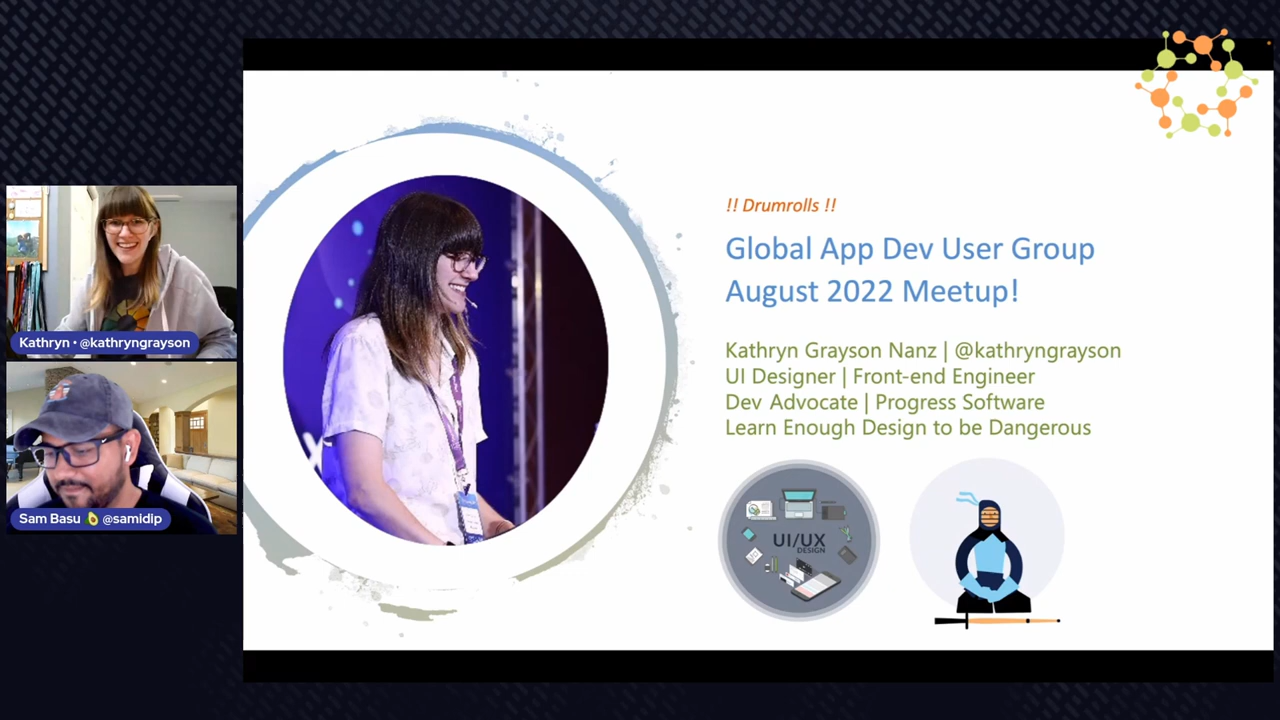 !! Drumrolls !!
Global App Dev User Group
August 2022 Meetup!
Kathryn Grayson Nanz | @kathryngrayson
UI Designer | Front-end Engineer
Dev Advocate | Progress Software
Learn Enough Design to be Dangerous
UI/UX
DESIGN
Kathryn • @kathryngrayson
Sam Basu 🥑 @samidip